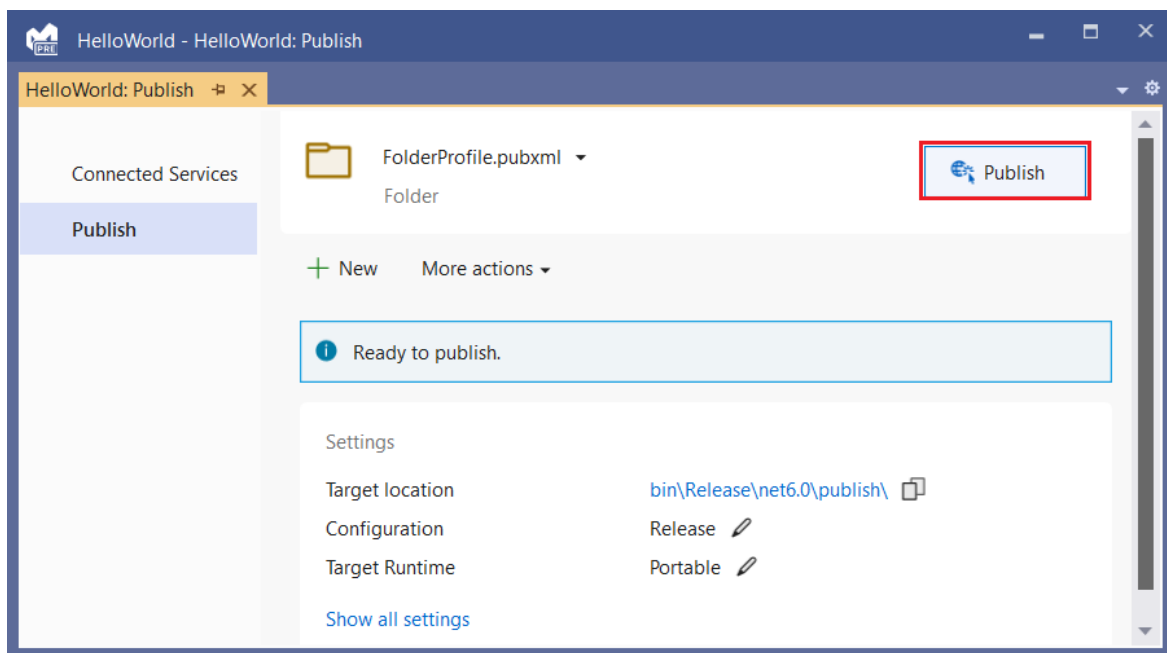 PRE
HelloWorld - HelloWorld: Publish
HelloWorld: Publish
Connected Services
Publish
FolderProfile.pubxml
Folder
Publish
New
More actions
Ready to publish.
Settings
Target location bin\Release\net6.0\publish\
Configuration Release
Target Runtime Portable
Show all settings